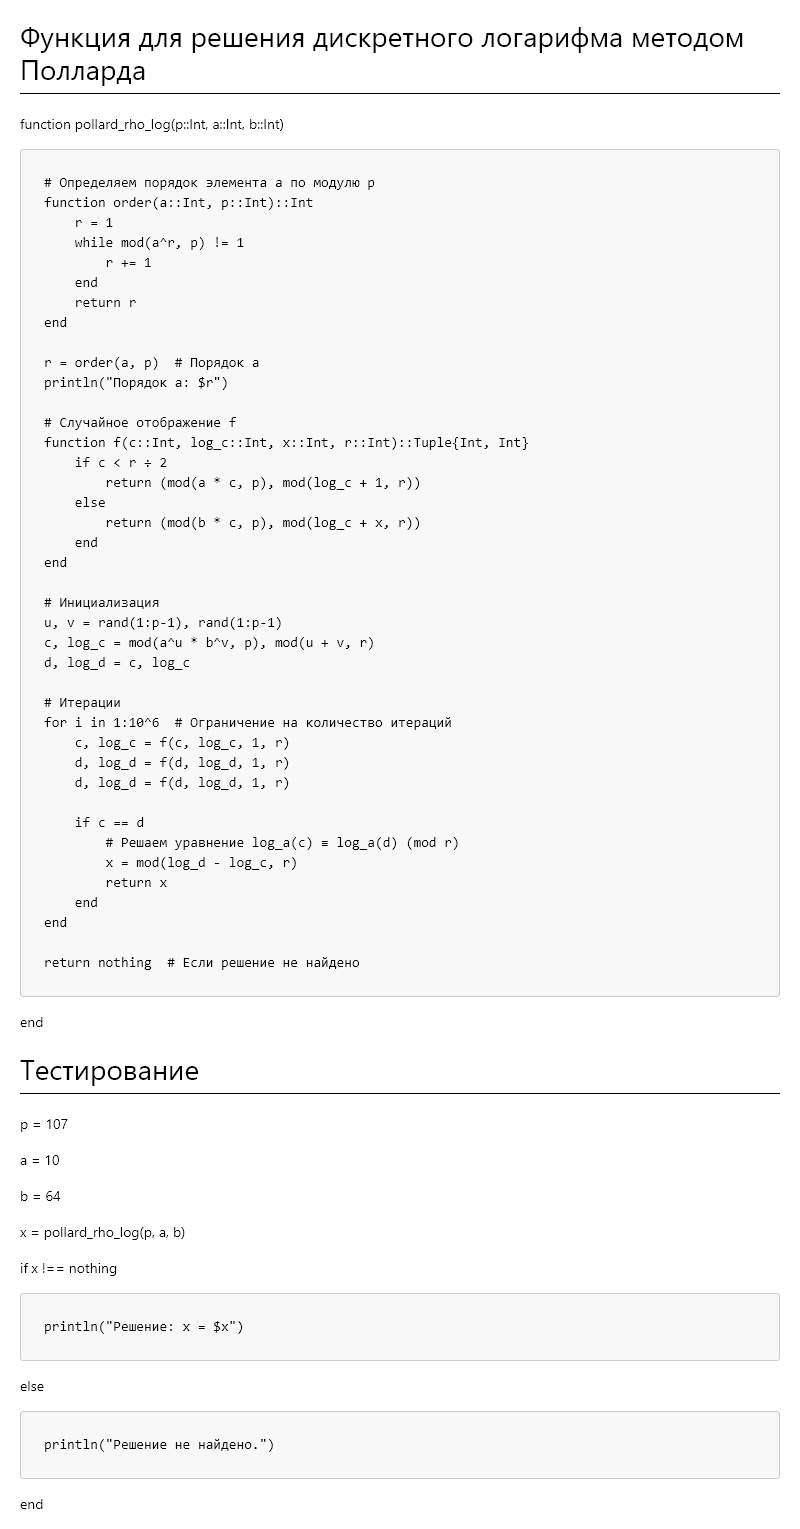 Функция для решения дискретного логарифма методом
Полларда
function pollard_rho_log(p::Int, a::Int, b::Int)
# Определяем порядок элемента a по модулю p
function order(a::Int, p::Int)::Int
    r = 1
    while mod(a^r, p) != 1
        r += 1
    end
    return r
end
r = order(a, p)  # Порядок a
println("Порядок a: $r")
# Случайное отображение f
function f(c::Int, log_c::Int, x::Int, r::Int)::Tuple{Int, Int}
    if c < r ÷ 2
        return (mod(a * c, p), mod(log_c + 1, r))
    else
        return (mod(b * c, p), mod(log_c + x, r))
    end
end
# Инициализация
u, v = rand(1:p-1), rand(1:p-1)
c, log_c = mod(a^u * b^v, p), mod(u + v, r)
d, log_d = c, log_c
# Итерации
for i in 1:10^6  # Ограничение на количество итераций
    c, log_c = f(c, log_c, 1, r)
    d, log_d = f(d, log_d, 1, r)
    d, log_d = f(d, log_d, 1, r)
    if c == d
        # Решаем уравнение log_a(c) ≡ log_a(d) (mod r)
        x = mod(log_d - log_c, r)
        return x
    end
end
return nothing  # Если решение не найдено
end
Тестирование
p = 107
a = 10
b = 64
x = pollard_rho_log(p, a, b)
if x !== nothing
println("Решение: x = $x")
else
println("Решение не найдено.")
end